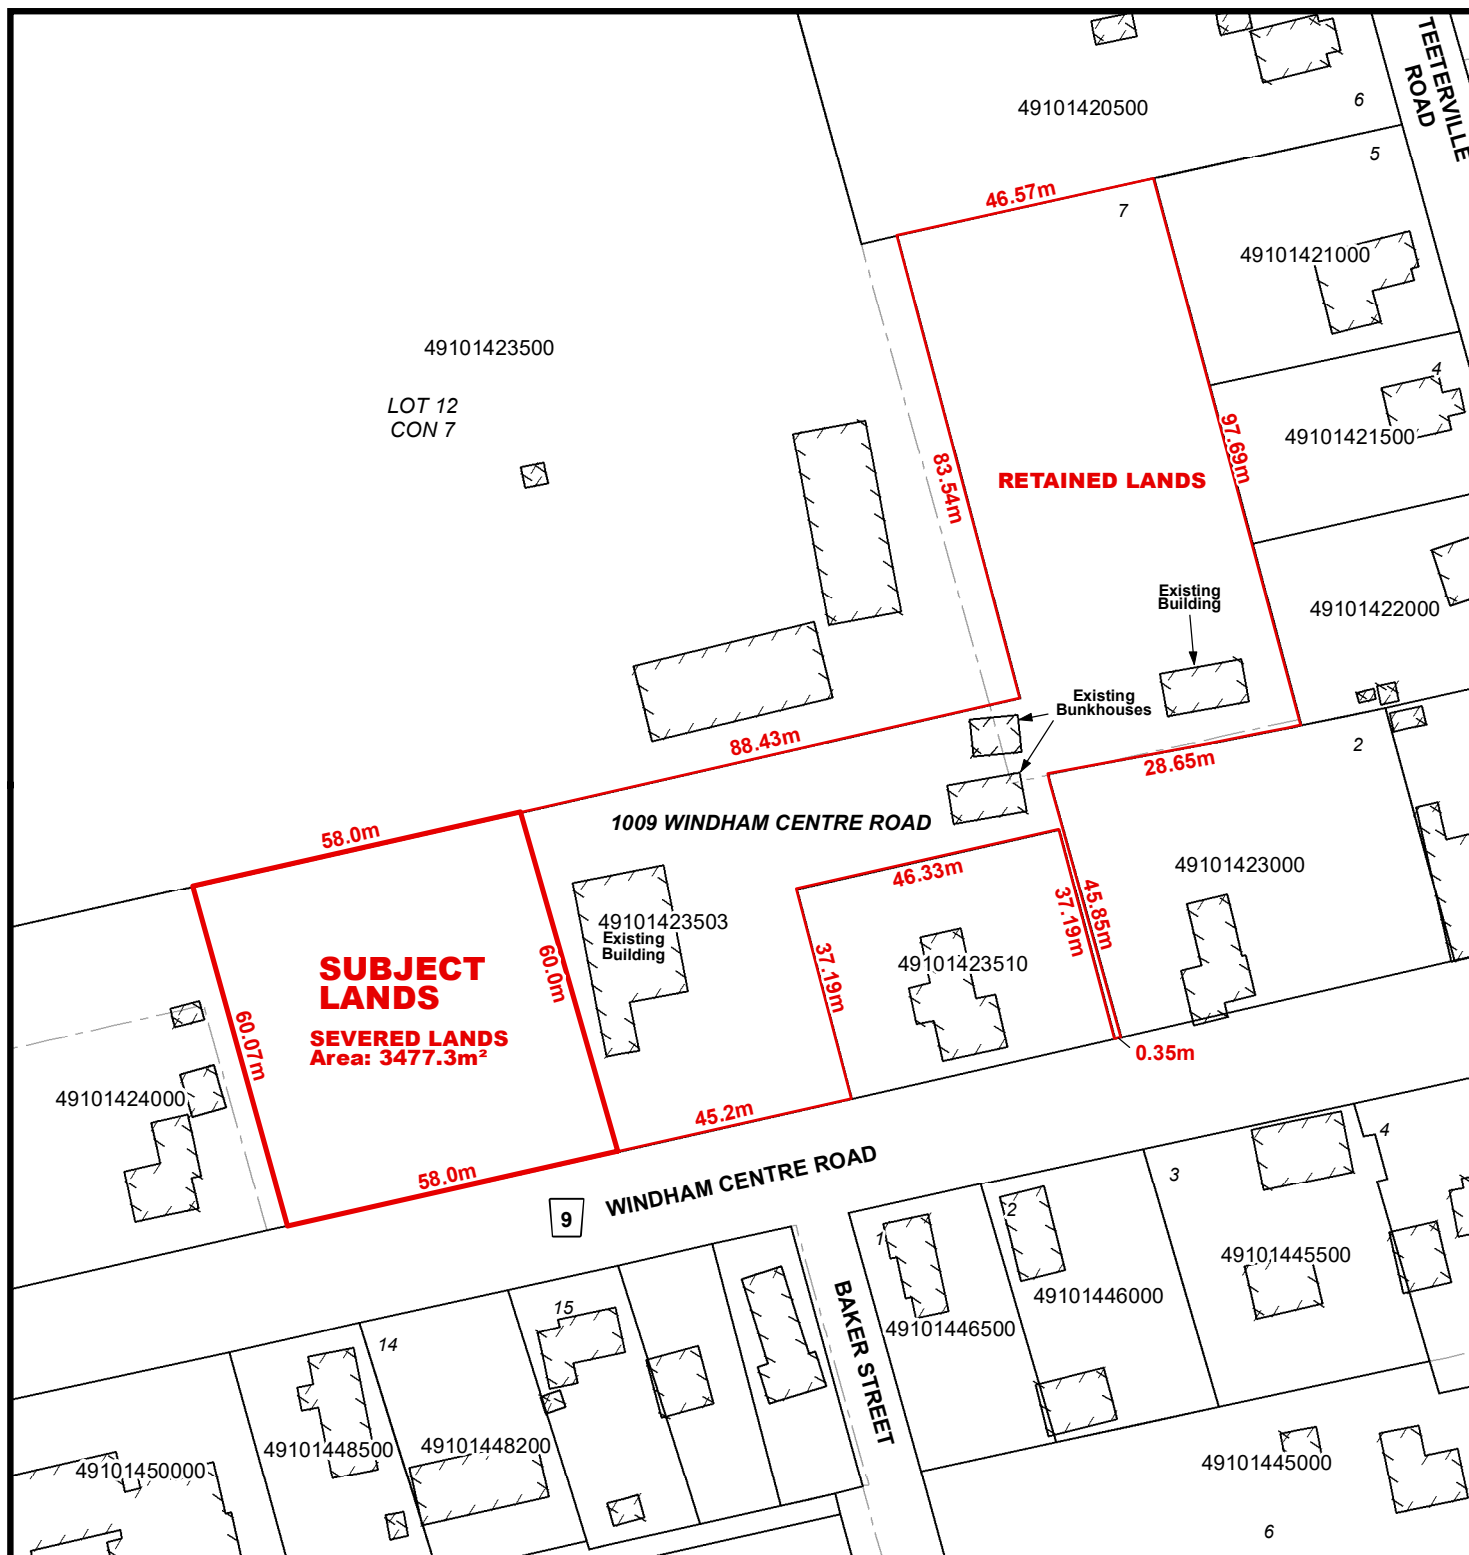 TEETERVILLE
ROAD
49101420500
6
5
46.57m
7
49101421000
49101423500
LOT 12
CON 7
4
49101421500
97.69m
83.54m
RETAINED LANDS
Existing
Building
49101422000
Existing
Bunkhouses
88.43m
28.65m
2
58.0m
1009 WINDHAM CENTRE ROAD
46.33m
49101423000
49101423503
Existing
Building
37.19m
45.85m
37.19m
49101423510
60.0m
SUBJECT
LANDS
SEVERED LANDS
Area: 3477.3m²
60.07m
0.35m
49101424000
45.2m
58.0m
WINDHAM CENTRE ROAD
9
4
3
2
1
49101445500
49101446000
49101446500
BAKER STREET
15
14
49101448500
49101448200
49101450000
49101445000
6